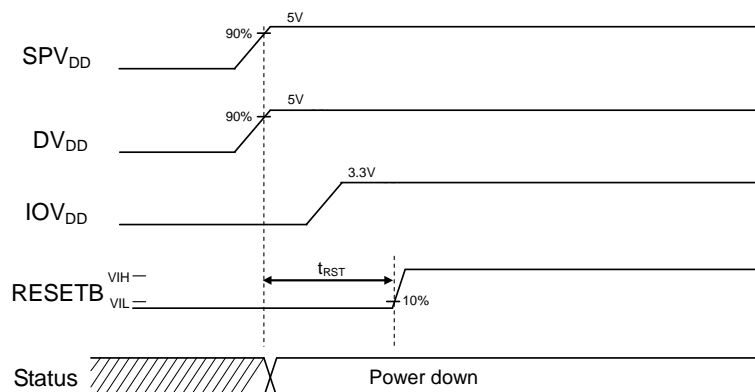 5V
90%
SPVDD
5V
90%
DVDD
3.3V
IOVDD
VIH
tRST
RESETB
VIL
10%
Status
Power down